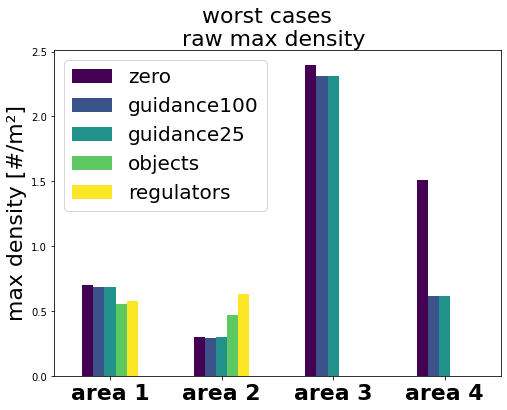 worst cases
raw max density
max density [#/m²]
2.5
2.0
1.5
1.0
0.5
0.0
zero
guidance100
guidance25
objects
regulators
area 1
area 2
area 3
area 4